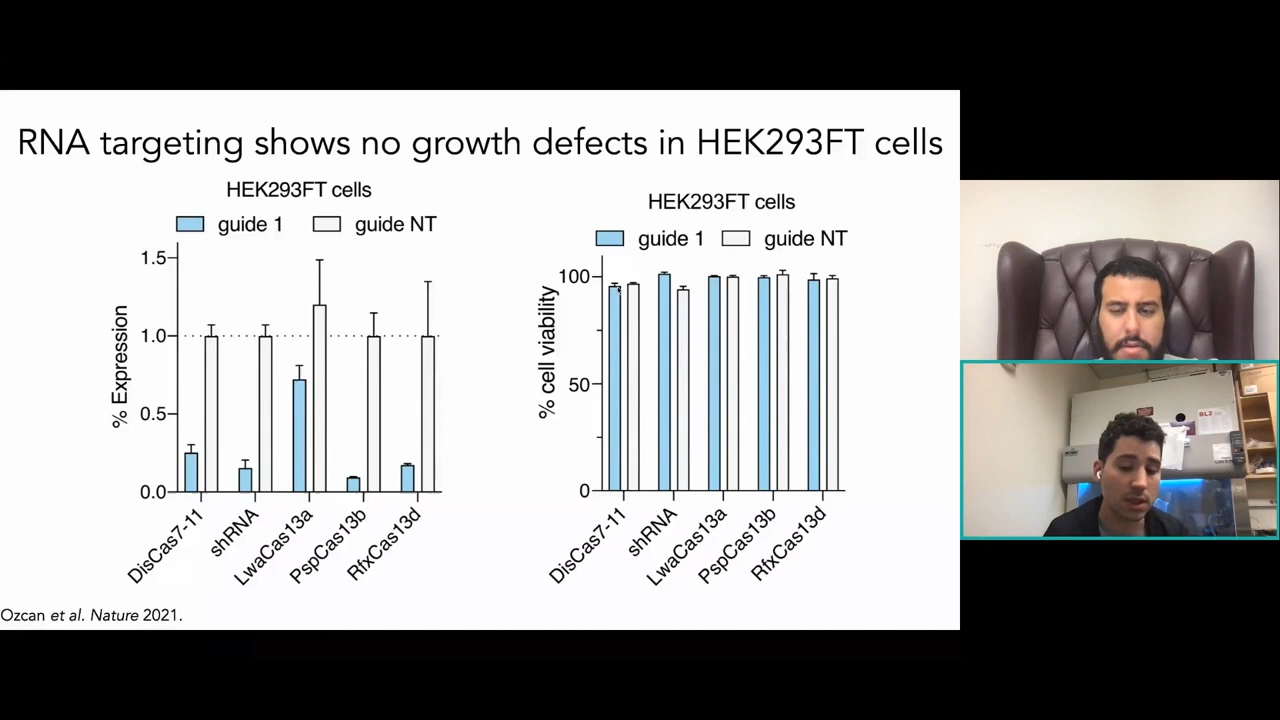 RNA targeting shows no growth defects in HEK293FT cells
HEK293FT cells
guide 1 guide NT
% Expression
1.5
1.0
0.5
0.0
DisCas7-11
shRNA
LwaCas13a
PspCas13b
RfxCas13d
HEK293FT cells
guide 1 guide NT
% cell viability
100
50
0
DisCas7-11
shRNA
LwaCas13a
PspCas13b
RfxCas13d
Ozcan et al. Nature 2021.
BL2